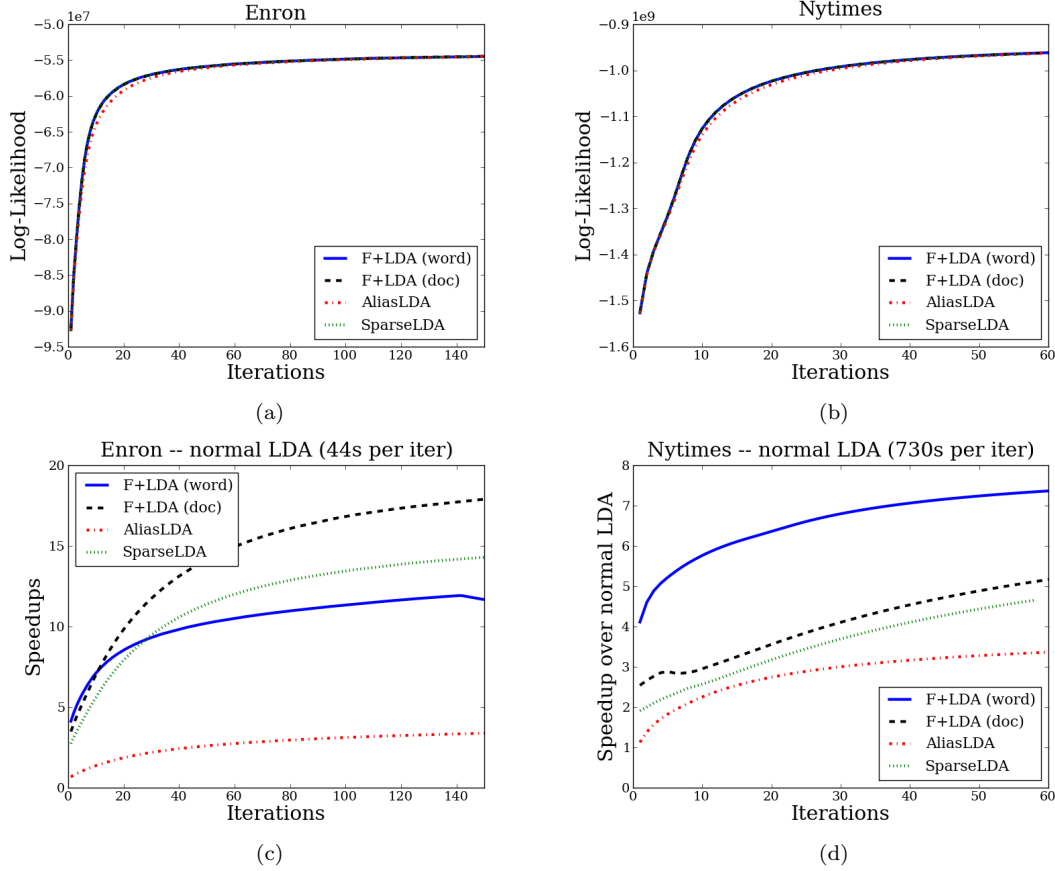 Enron
1e7
−5.0
−5.5
−6.0
−6.5
−7.0
−7.5
−8.0
−8.5
−9.0
−9.5
Log-Likelihood
F+LDA (word)
F+LDA (doc)
AliasLDA
SparseLDA
0 20 40 60 80 100 120 140
Iterations
(a)
Nytimes
1e9
−0.9
−1.0
−1.1
−1.2
−1.3
−1.4
−1.5
−1.6
Log-Likelihood
F+LDA (word)
F+LDA (doc)
AliasLDA
SparseLDA
0 10 20 30 40 50 60
Iterations
(b)
Enron -- normal LDA (44s per iter)
20
15
10
5
0
Speedups
F+LDA (word)
F+LDA (doc)
AliasLDA
SparseLDA
0 20 40 60 80 100 120 140
Iterations
(c)
Nytimes -- normal LDA (730s per iter)
8
7
6
5
4
3
2
1
0
Speedup over normal LDA
F+LDA (word)
F+LDA (doc)
AliasLDA
SparseLDA
0 10 20 30 40 50 60
Iterations
(d)